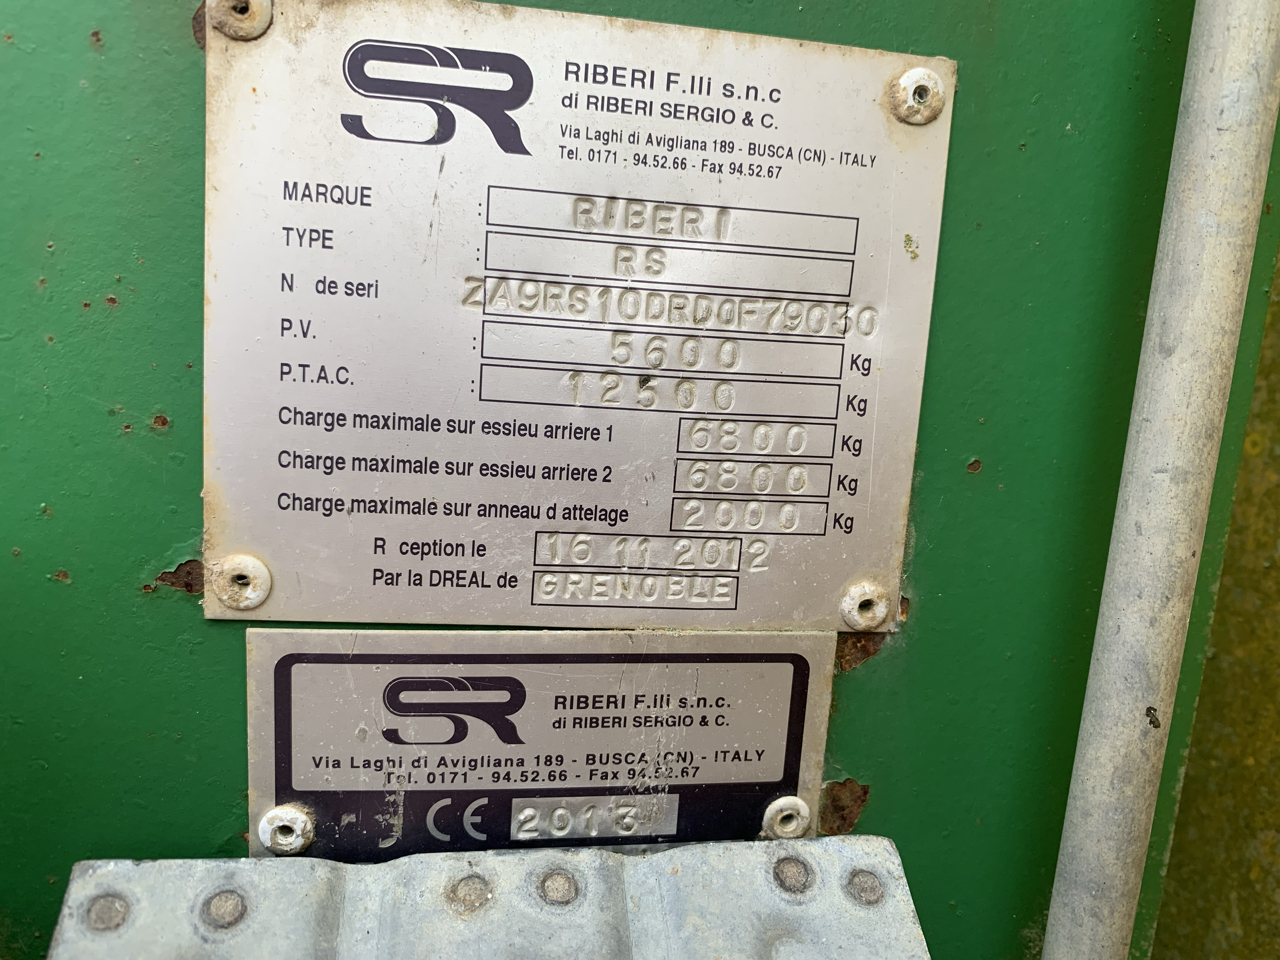 SR
RIBERI F.lli s.n.c
di RIBERI SERGIO & C.
Via Laghi di Avigliana 189 - BUSCA (CN) - ITALY
Tel. 0171 - 94.52.66 - Fax 94.52.67
MARQUE : RIBERI
TYPE : RS
N de seri ZA9RS10DRD0F79030
P.V. : 5600 Kg
P.T.A.C. : 12500 Kg
Charge maximale sur essieu arriere 1 6800 Kg
Charge maximale sur essieu arriere 2 6800 Kg
Charge maximale sur anneau d attelage 2000 Kg
R ception le 16 11 2012
Par la DREAL de GRENOBLE
SR
RIBERI F.lli s.n.c.
di RIBERI SERGIO & C.
Via Laghi di Avigliana 189 - BUSCA (CN) - ITALY
Tel. 0171 - 94.52.66 - Fax 94.52.67
CE 2013